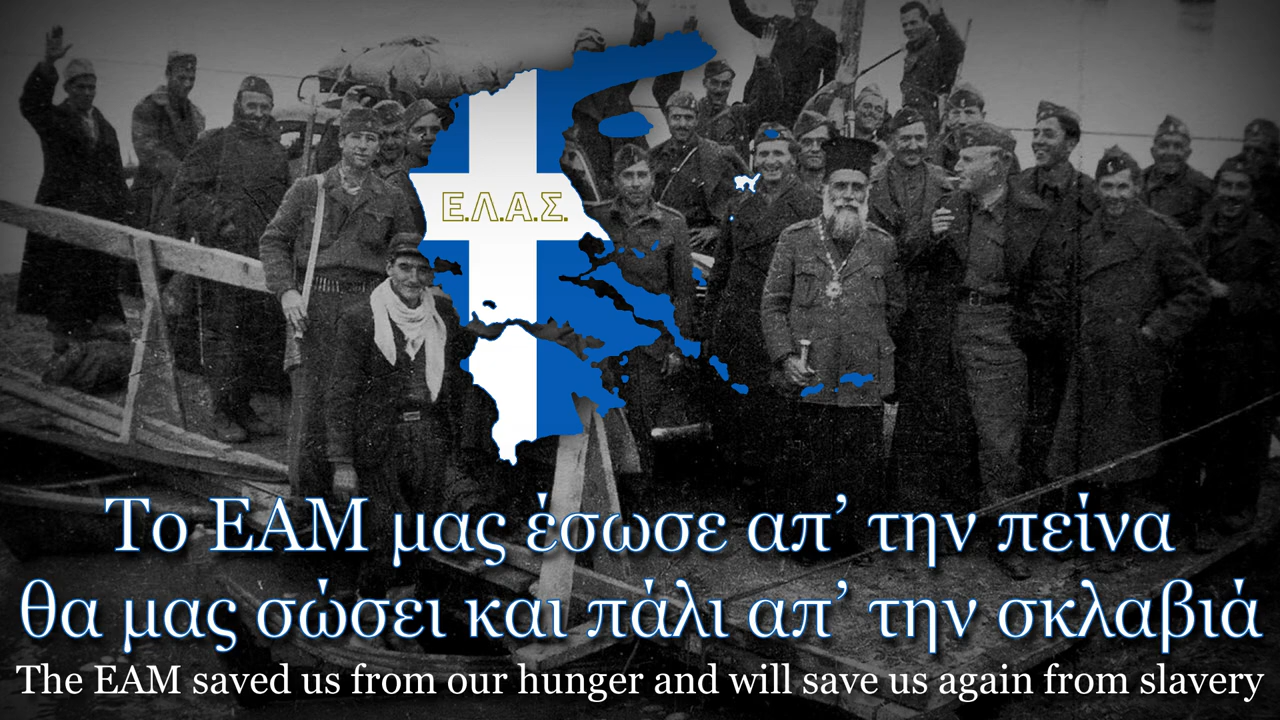 Ε.Λ.Α.Σ.
Το ΕΑΜ μας έσωσε απ’ την πείνα
θα μας σώσει και πάλι απ’ την σκλαβιά
The EAM saved us from our hunger and will save us again from slavery